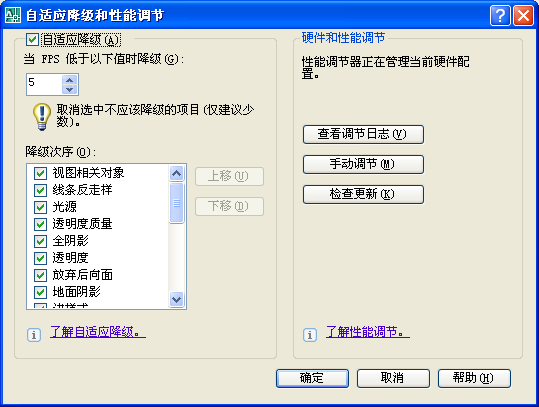 自适应降级和性能调节
自适应降级(A)
当 FPS 低于以下值时降级(G):
5
取消选中不应该降级的项目(仅建议少
数)。
降级次序(O):
视图相关对象
线条反走样
光源
透明度质量
全阴影
透明度
放弃后向面
地面阴影
上移(U)
下移(D)
了解自适应降级。
硬件和性能调节
性能调节器正在管理当前硬件配
置。
查看调节日志(V)
手动调节(M)
检查更新(K)
了解性能调节。
确定
取消
帮助(H)